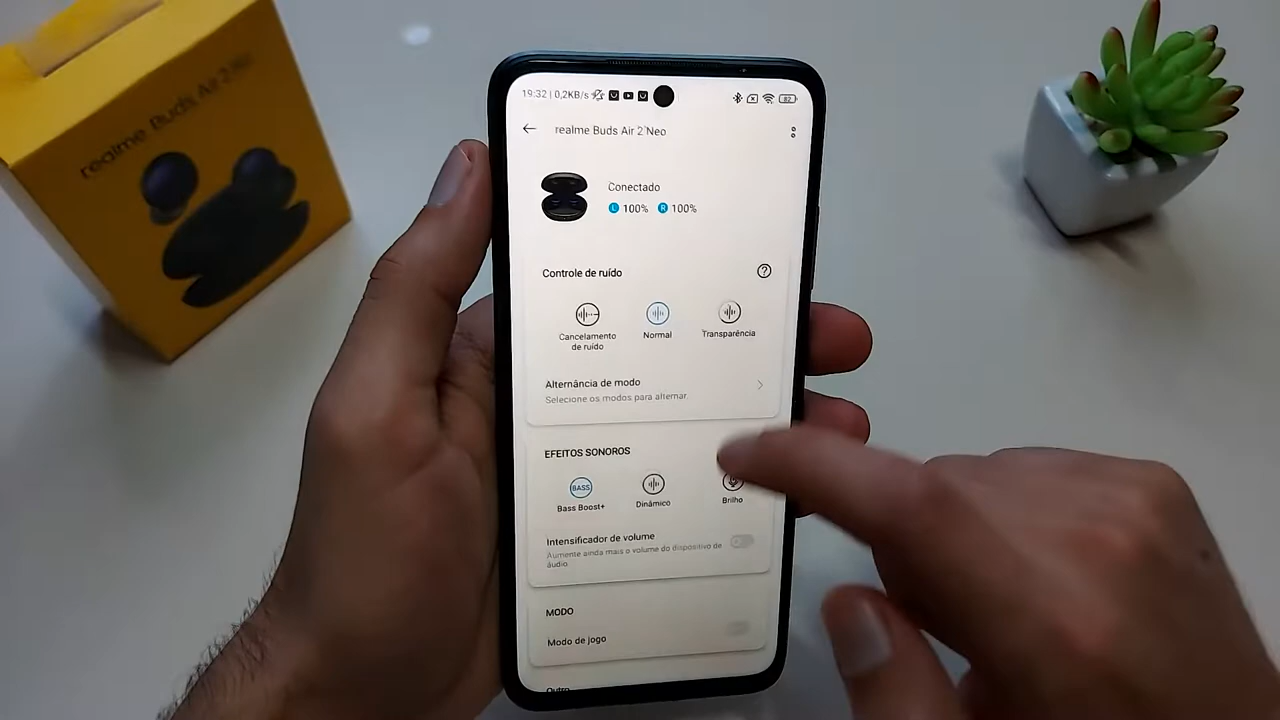 realme Buds Air 2 Neo
19:32 | 0,2KB/s
82
realme Buds Air 2 Neo
Conectado
L 100% R 100%
Controle de ruído
Cancelamento
de ruído
Normal
Transparência
Alternância de modo
Selecione os modos para alternar.
EFEITOS SONOROS
BASS
Bass Boost+
Dinâmico
Brilho
Intensificador de volume
Aumente ainda mais o volume do dispositivo de
áudio.
MODO
Modo de jogo
Outro